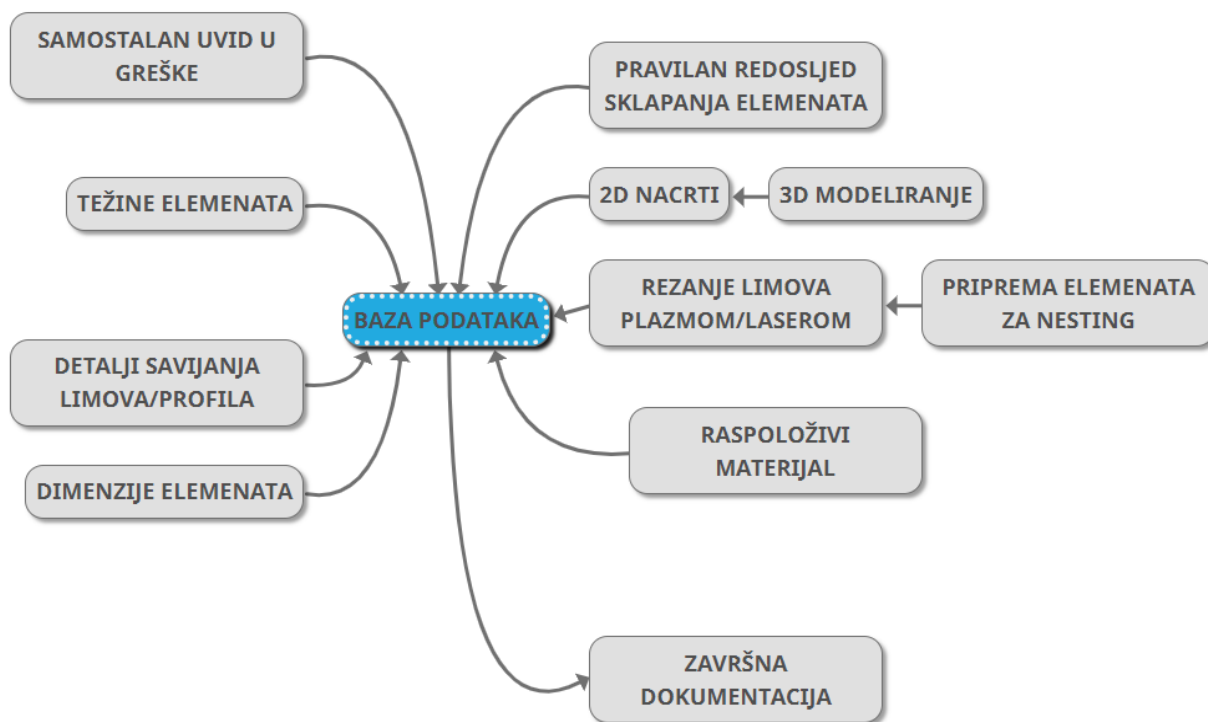 SAMOSTALAN UVID U
GREŠKE
PRAVILAN REDOSLJED
SKLAPANJA ELEMENATA
TEŽINE ELEMENATA
2D NACRTI
3D MODELIRANJE
BAZA PODATAKA
REZANJE LIMOVA
PLAZMOM/LASEROM
PRIPREMA ELEMENATA
ZA NESTING
DETALJI SAVIJANJA
LIMOVA/PROFILA
RASPOLOŽIVI
MATERIJAL
DIMENZIJE ELEMENATA
ZAVRŠNA
DOKUMENTACIJA